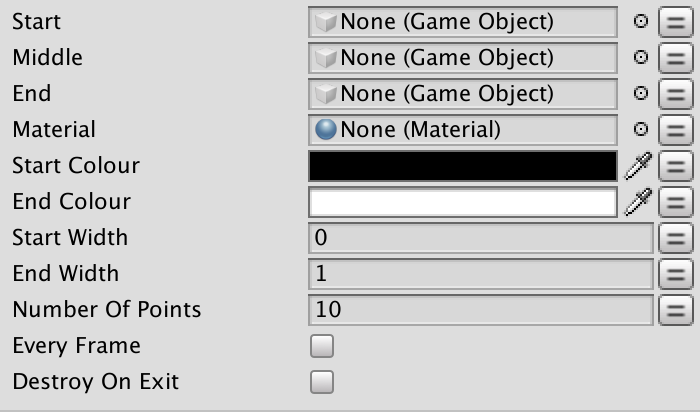 Start None (Game Object)
Middle None (Game Object)
End None (Game Object)
Material None (Material)
Start Colour
End Colour
Start Width 0
End Width 1
Number Of Points 10
Every Frame
Destroy On Exit